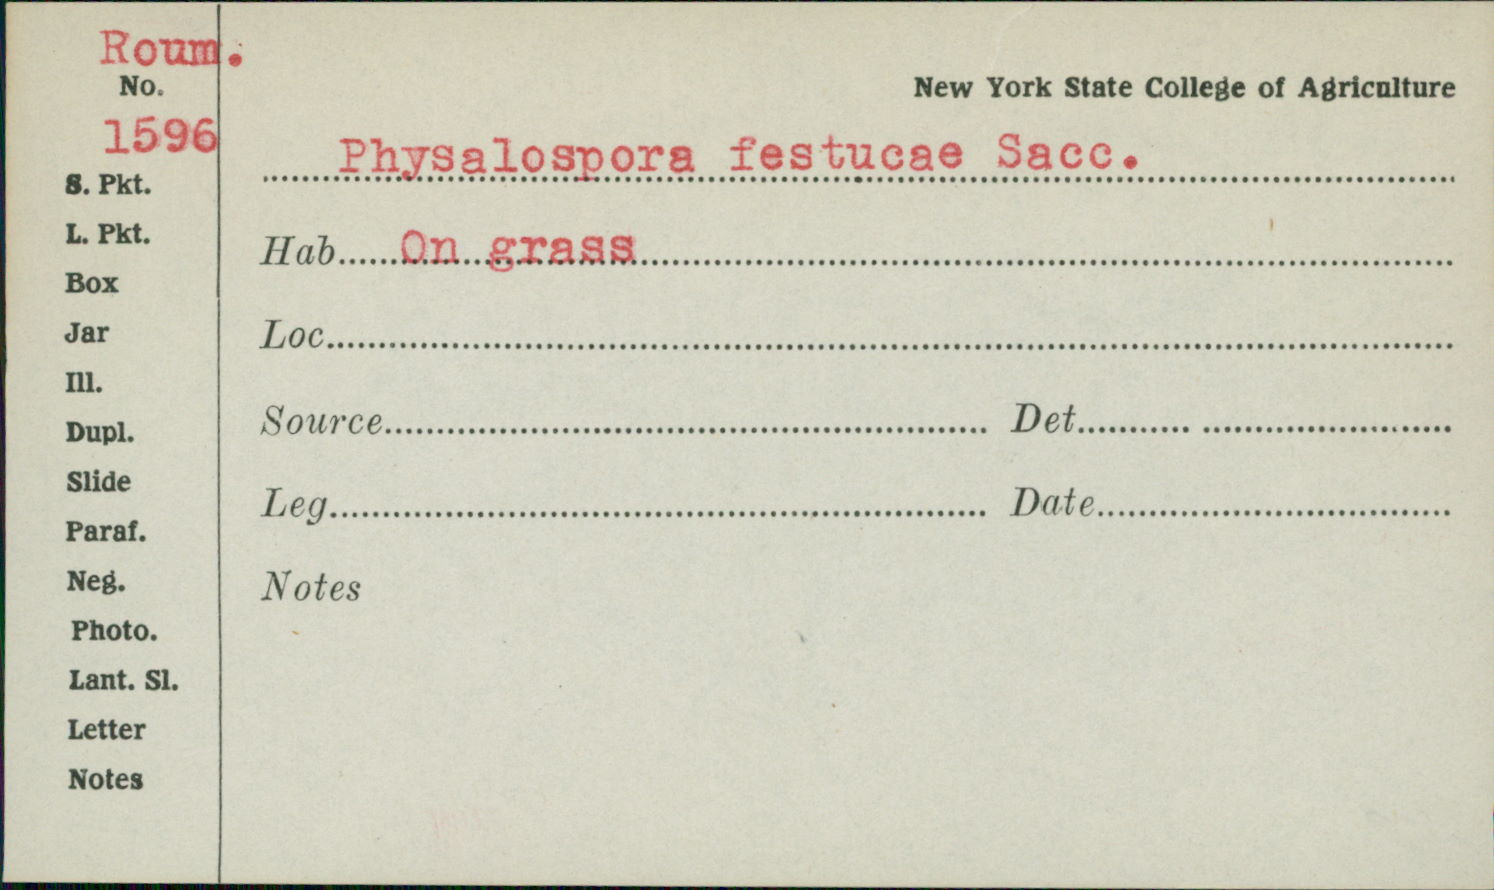 Roum.
No.
1596
S. Pkt.
L. Pkt.
Box
Jar
Ill.
Dupl.
Slide
Paraf.
Neg.
Photo.
Lant. Sl.
Letter
Notes
New York State College of Agriculture
Physalospora festucae Sacc.
Hab. On grass
Loc.
Source
Det.
Leg.
Date
Notes